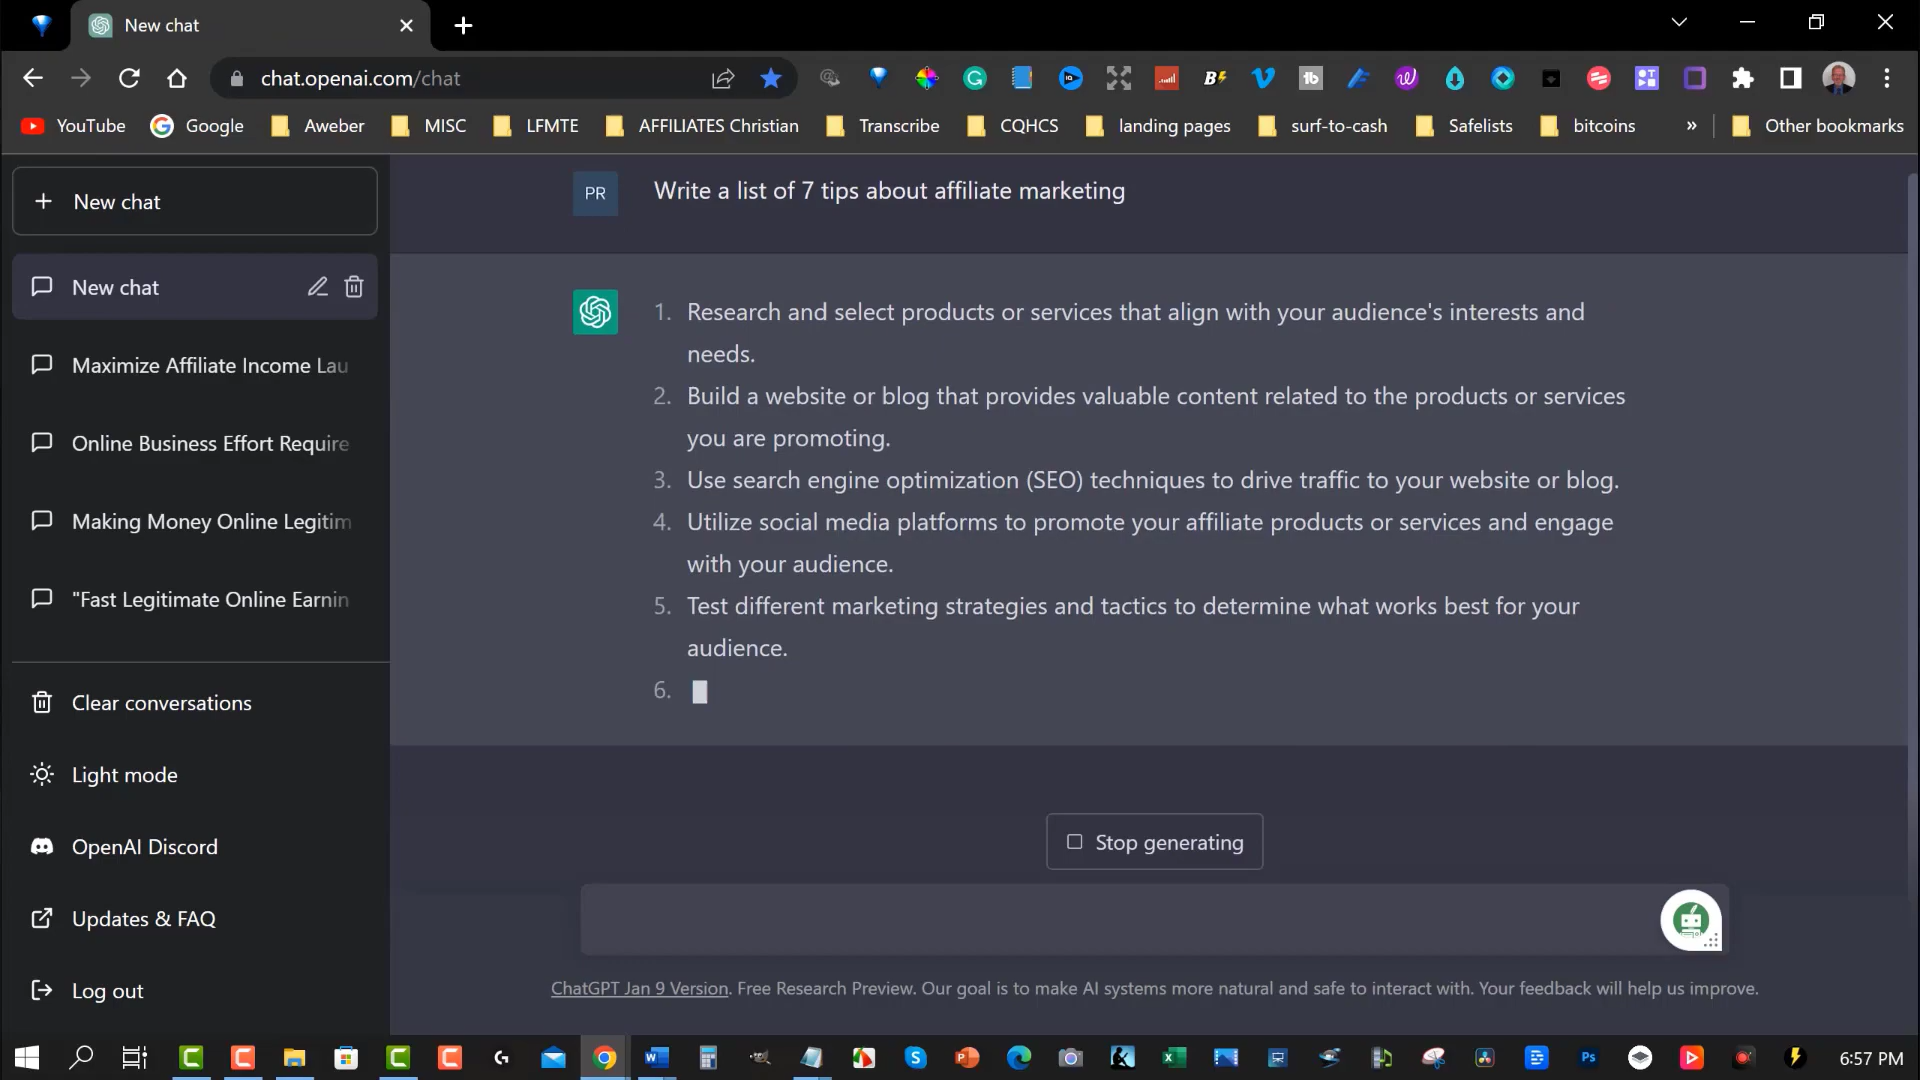 New chat
chat.openai.com/chat
YouTube Google Aweber MISC LFMTE AFFILIATES Christian Transcribe CQHCS landing pages surf-to-cash Safelists bitcoins » Other bookmarks
New chat
New chat
Maximize Affiliate Income Lau
Online Business Effort Require
Making Money Online Legitim
"Fast Legitimate Online Earnin
Clear conversations
Light mode
OpenAI Discord
Updates & FAQ
Log out
PR Write a list of 7 tips about affiliate marketing
1. Research and select products or services that align with your audience's interests and
needs.
2. Build a website or blog that provides valuable content related to the products or services
you are promoting.
3. Use search engine optimization (SEO) techniques to drive traffic to your website or blog.
4. Utilize social media platforms to promote your affiliate products or services and engage
with your audience.
5. Test different marketing strategies and tactics to determine what works best for your
audience.
6.
Stop generating
ChatGPT Jan 9 Version. Free Research Preview. Our goal is to make AI systems more natural and safe to interact with. Your feedback will help us improve.
6:57 PM